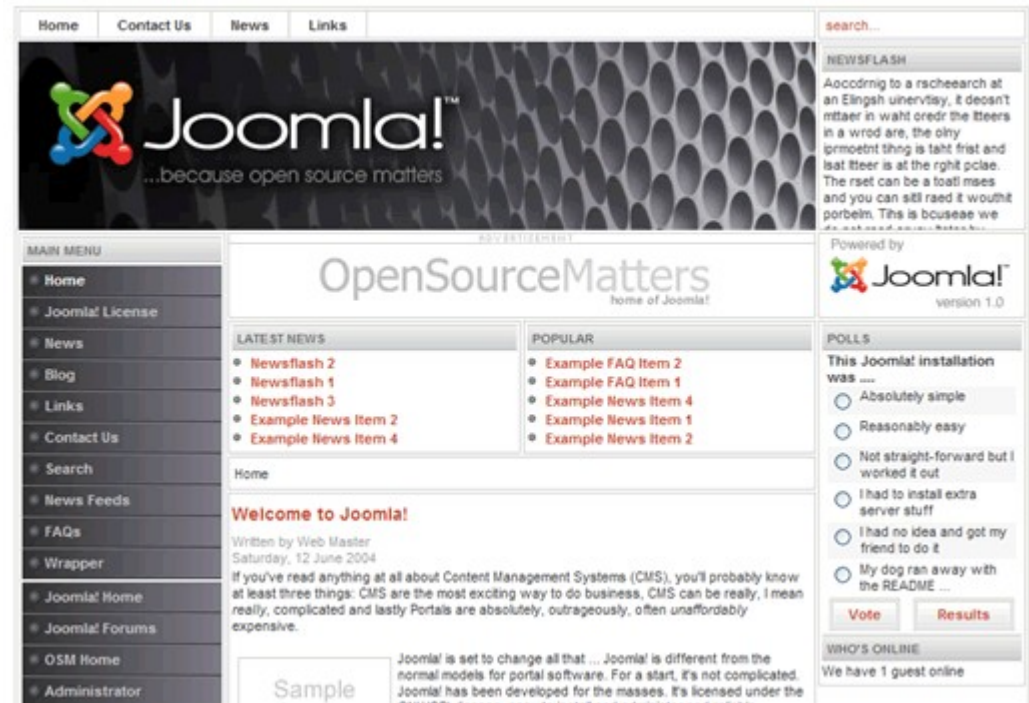 Home Contact Us News Links
search...
Joomla!™
...because open source matters
NEWSFLASH
Aoccdrnig to a rscheearch at
an Elingsh uinervtisy, it deosn't
mttaer in waht oredr the ltteers
in a wrod are, the olny
iprmoetnt tihng is taht frist and
lsat ltteer is at the rghit pclae.
The rset can be a toatl mses
and you can sitll raed it wouthit
porbelm. Tihs is bcuseae we
MAIN MENU
Home
Joomla! License
News
Blog
Links
Contact Us
Search
News Feeds
FAQs
Wrapper
Joomla! Home
Joomla! Forums
OSM Home
Administrator
ADVERTISEMENT
OpenSourceMatters
home of Joomla!
LATEST NEWS
Newsflash 2
Newsflash 1
Newsflash 3
Example News Item 2
Example News Item 4
POPULAR
Example FAQ Item 2
Example FAQ Item 1
Example News Item 4
Example News Item 1
Example News Item 2
Home
Welcome to Joomla!
Written by Web Master
Saturday, 12 June 2004
If you've read anything at all about Content Management Systems (CMS), you'll probably know
at least three things: CMS are the most exciting way to do business, CMS can be really, I mean
really, complicated and lastly Portals are absolutely, outrageously, often unaffordably
expensive.
Sample
Joomla! is set to change all that ... Joomla! is different from the
normal models for portal software. For a start, it's not complicated.
Joomla! has been developed for the masses. It's licensed under the
Powered by
Joomla!
version 1.0
POLLS
This Joomla! installation
was ....
Absolutely simple
Reasonably easy
Not straight-forward but I
worked it out
I had to install extra
server stuff
I had no idea and got my
friend to do it
My dog ran away with
the README ...
Vote Results
WHO'S ONLINE
We have 1 guest online